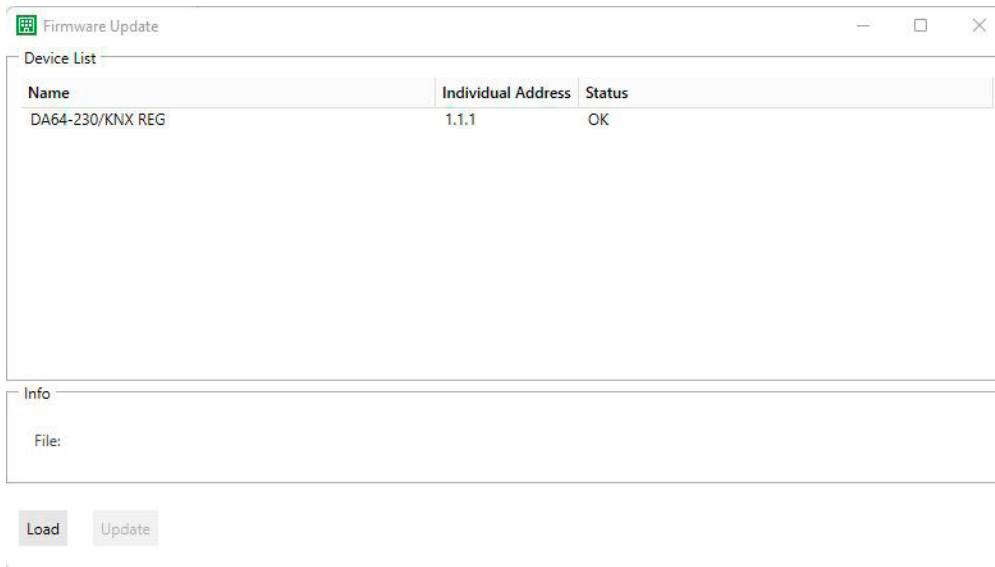 Firmware Update
Device List
Name Individual Address Status
DA64-230/KNX REG 1.1.1 OK
Info
File:
Load Update